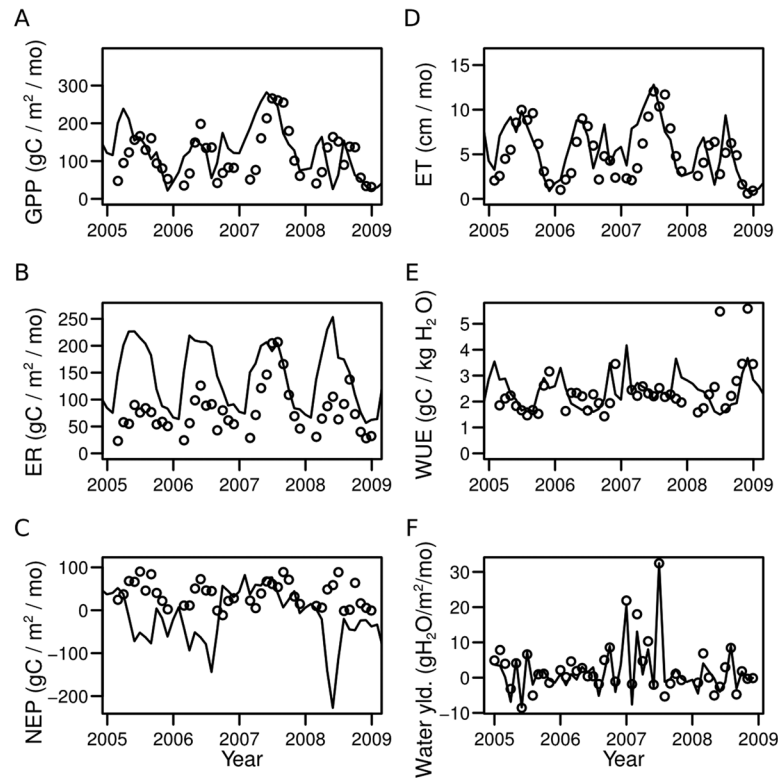 A
GPP (gC / m² / mo)
300
200
100
0
2005 2006 2007 2008 2009
D
ET (cm / mo)
15
10
5
0
2005 2006 2007 2008 2009
B
ER (gC / m² / mo)
250
200
150
100
50
0
2005 2006 2007 2008 2009
E
WUE (gC / kg H₂ O)
5
4
3
2
1
0
2005 2006 2007 2008 2009
C
NEP (gC / m² / mo)
100
0
−100
−200
2005 2006 2007 2008 2009
Year
F
Water yld. (gH₂O/m²/mo)
30
20
10
0
−10
2005 2006 2007 2008 2009
Year